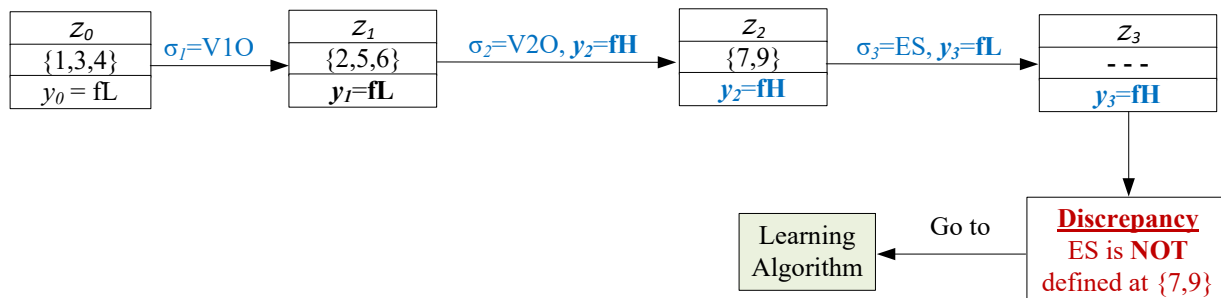 z₀
{1,3,4}
y₀ = fL
σ₁=V1O
z₁
{2,5,6}
y₁=fL
σ₂=V2O, y₂=fH
z₂
{7,9}
y₂=fH
σ₃=ES, y₃=fL
z₃
- - -
y₃=fH
Discrepancy
ES is NOT
defined at {7,9}
Go to
Learning
Algorithm